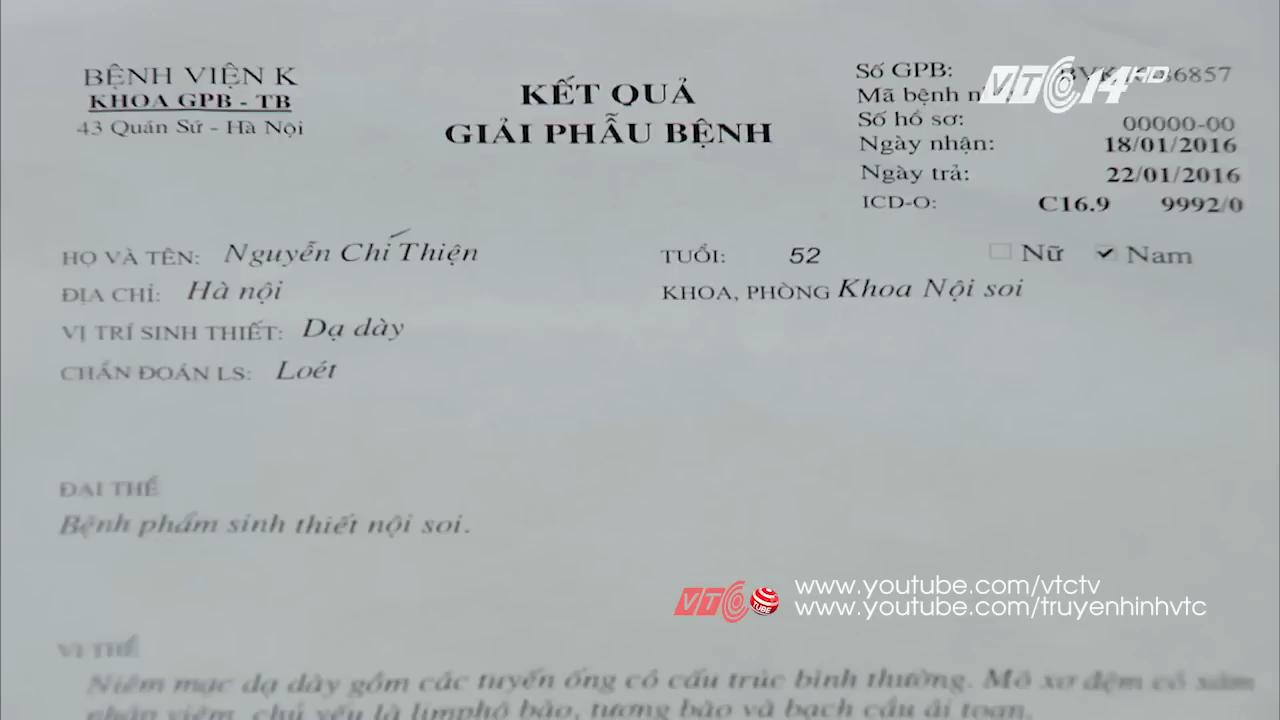 BỆNH VIỆN K
KHOA GPB - TB
43 Quán Sứ - Hà Nội
KẾT QUẢ
GIẢI PHẪU BỆNH
Số GPB: 6857
Mã bệnh
Số hồ sơ: 00000-00
Ngày nhận: 18/01/2016
Ngày trả: 22/01/2016
ICD-O: C16.9 9992/0
VTC14HD
HỌ VÀ TÊN: Nguyễn Chí Thiện TUỔI: 52 Nữ ✔ Nam
ĐỊA CHỈ: Hà nội KHOA, PHÒNG Khoa Nội soi
VỊ TRÍ SINH THIẾT: Dạ dày
CHẨN ĐOÁN LS: Loét
ĐẠI THỂ
Bệnh phẩm sinh thiết nội soi.
VTC TUBE
www.youtube.com/vtctv
www.youtube.com/truyenhinhvtc
VI THỂ
Niêm mạc dạ dày gồm các tuyến ống có cấu trúc bình thường. Mô xơ đệm có xâm
nhập viêm, chủ yếu là limphô bào, tương bào và bạch cầu ái toan.